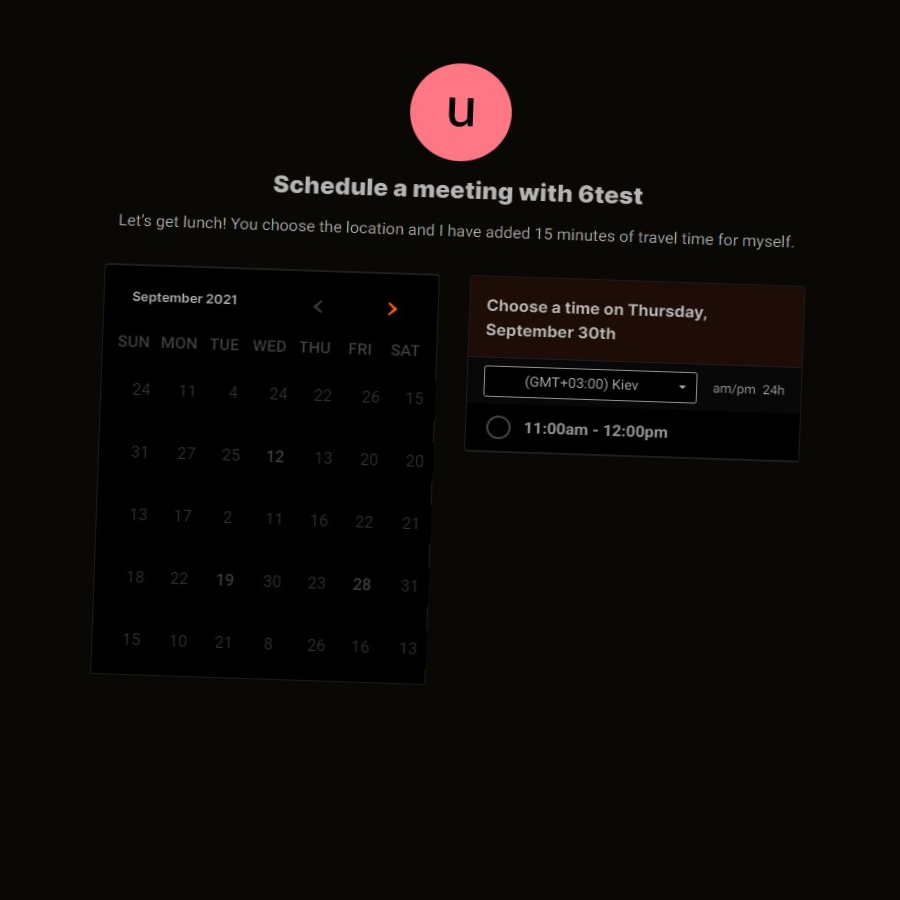 u
Schedule a meeting with 6test
Let's get lunch! You choose the location and I have added 15 minutes of travel time for myself.
September 2021
SUN MON TUE WED THU FRI SAT
24 11 4 24 22 26 15
31 27 25 12 13 20 20
13 17 2 11 16 22 21
18 22 19 30 23 28 31
15 10 21 8 26 16 13
Choose a time on Thursday,
September 30th
(GMT+03:00) Kiev am/pm 24h
11:00am - 12:00pm